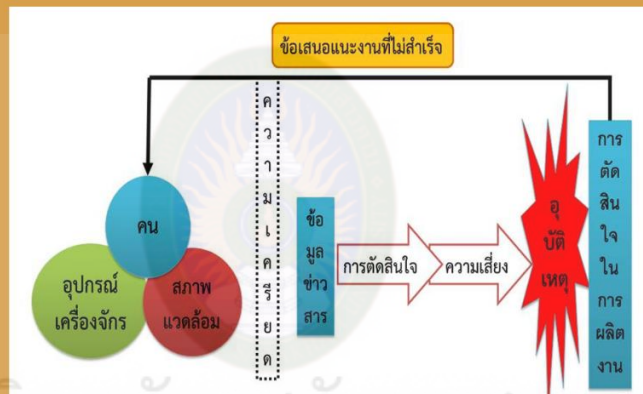 ข้อเสนอแนะงานที่ไม่สำเร็จ
คน
อุปกรณ์
เครื่องจักร
สภาพ
แวดล้อม
ค
ว
า
ม
เ
ค
รี
ย
ด
ข้อ
มูล
ข่าว
สาร
การตัดสินใจ
ความเสี่ยง
อุ
บัติ
เหตุ
การ
ตัด
สิน
ใจ
ใน
การ
ผลิต
งาน